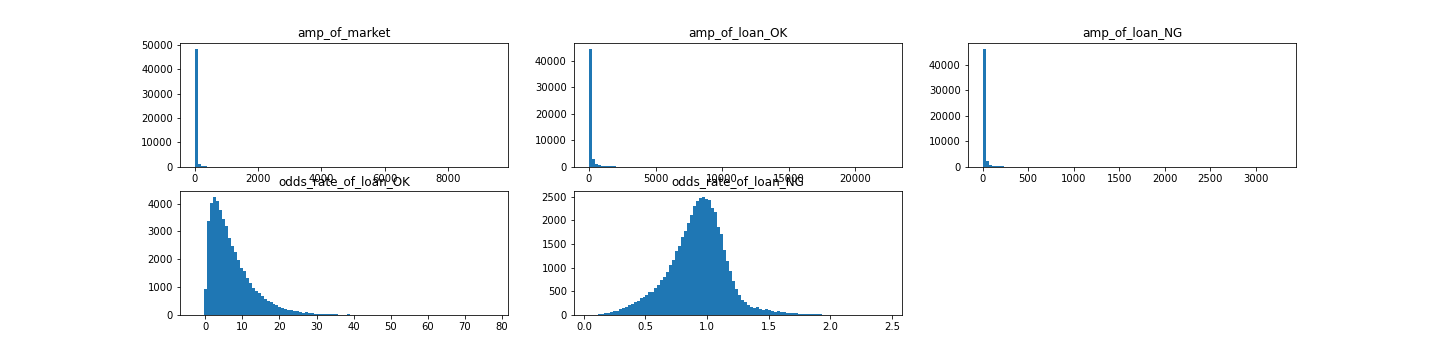 amp_of_market
50000
40000
30000
20000
10000
0
0 2000 4000 6000 8000
amp_of_loan_OK
40000
30000
20000
10000
0
0 5000 10000 15000 20000
amp_of_loan_NG
40000
30000
20000
10000
0
0 500 1000 1500 2000 2500 3000
odds_rate_of_loan_OK
4000
3000
2000
1000
0
0 10 20 30 40 50 60 70 80
odds_rate_of_loan_NG
2500
2000
1500
1000
500
0
0.0 0.5 1.0 1.5 2.0 2.5